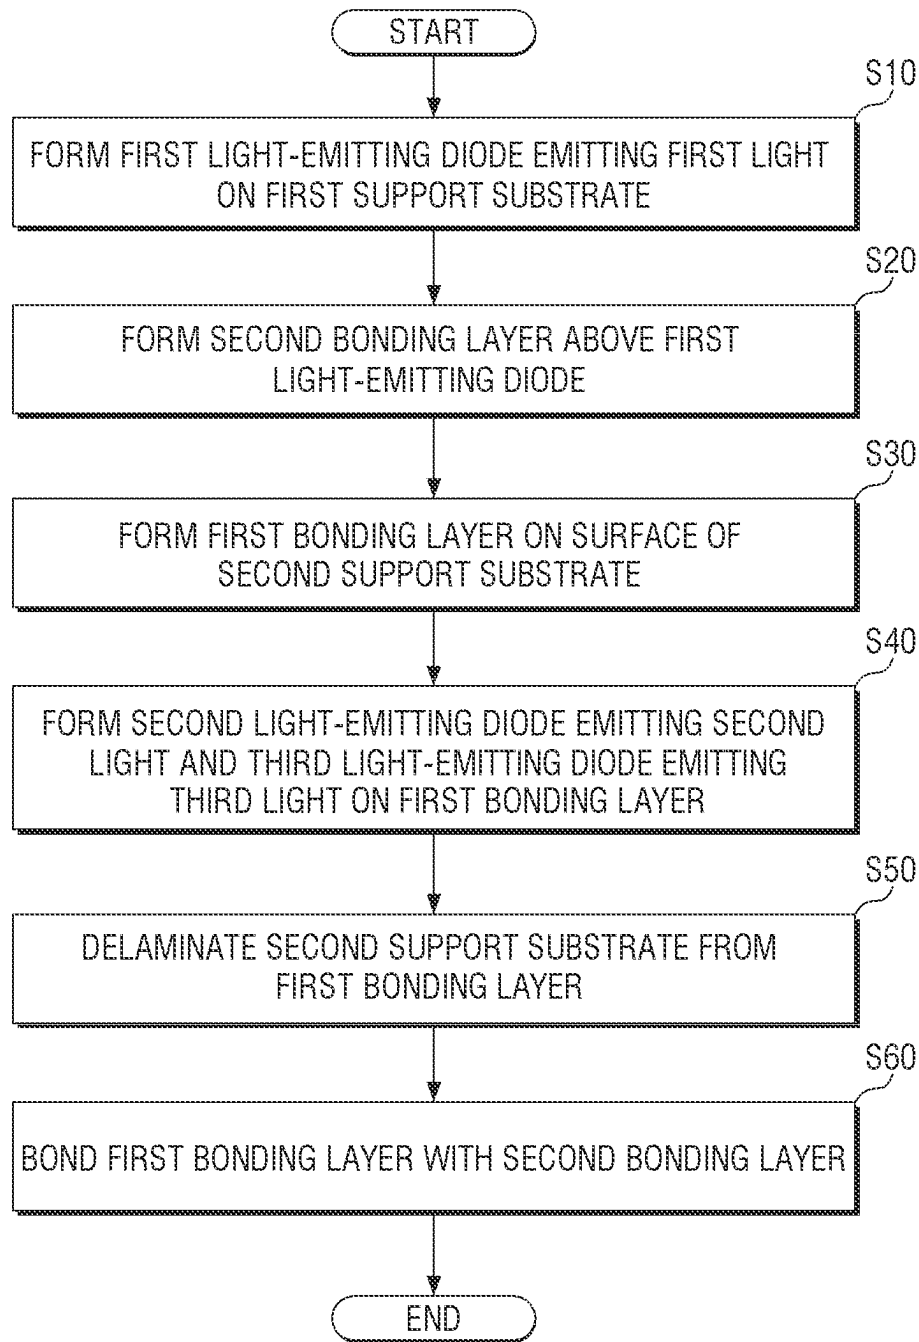 START
S10
FORM FIRST LIGHT-EMITTING DIODE EMITTING FIRST LIGHT
ON FIRST SUPPORT SUBSTRATE
S20
FORM SECOND BONDING LAYER ABOVE FIRST
LIGHT-EMITTING DIODE
S30
FORM FIRST BONDING LAYER ON SURFACE OF
SECOND SUPPORT SUBSTRATE
S40
FORM SECOND LIGHT-EMITTING DIODE EMITTING SECOND
LIGHT AND THIRD LIGHT-EMITTING DIODE EMITTING
THIRD LIGHT ON FIRST BONDING LAYER
S50
DELAMINATE SECOND SUPPORT SUBSTRATE FROM
FIRST BONDING LAYER
S60
BOND FIRST BONDING LAYER WITH SECOND BONDING LAYER
END